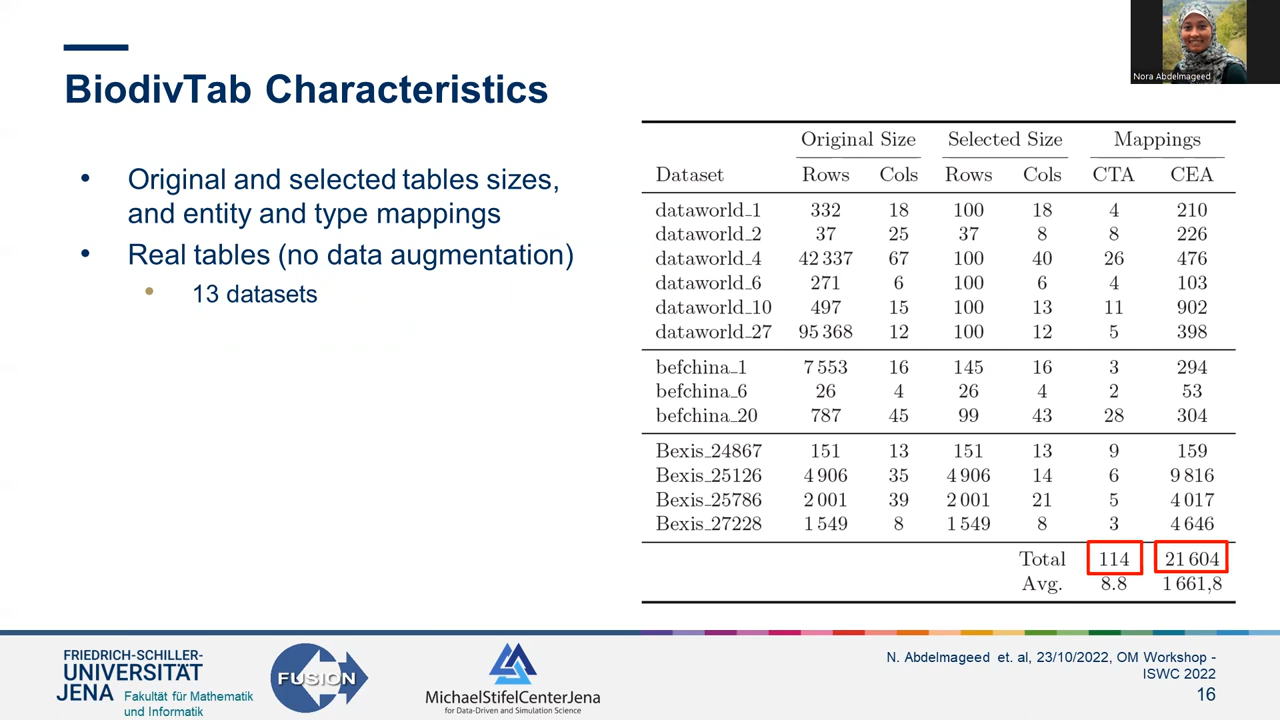 Nora Abdelmageed
BiodivTab Characteristics
• Original and selected tables sizes,
and entity and type mappings
• Real tables (no data augmentation)
• 13 datasets
Original Size Selected Size Mappings
Dataset Rows Cols Rows Cols CTA CEA
dataworld_1 332 18 100 18 4 210
dataworld_2 37 25 37 8 8 226
dataworld_4 42 337 67 100 40 26 476
dataworld_6 271 6 100 6 4 103
dataworld_10 497 15 100 13 11 902
dataworld_27 95 368 12 100 12 5 398
befchina_1 7 553 16 145 16 3 294
befchina_6 26 4 26 4 2 53
befchina_20 787 45 99 43 28 304
Bexis_24867 151 13 151 13 9 159
Bexis_25126 4 906 35 4 906 14 6 9 816
Bexis_25786 2 001 39 2 001 21 5 4 017
Bexis_27228 1 549 8 1 549 8 3 4 646
Total 114 21 604
Avg. 8.8 1 661,8
FRIEDRICH-SCHILLER-
UNIVERSITÄT
JENA Fakultät für Mathematik
und Informatik
FUSION
MichaelStifelCenterJena
for Data-Driven and Simulation Science
N. Abdelmageed et. al, 23/10/2022, OM Workshop -
ISWC 2022
16